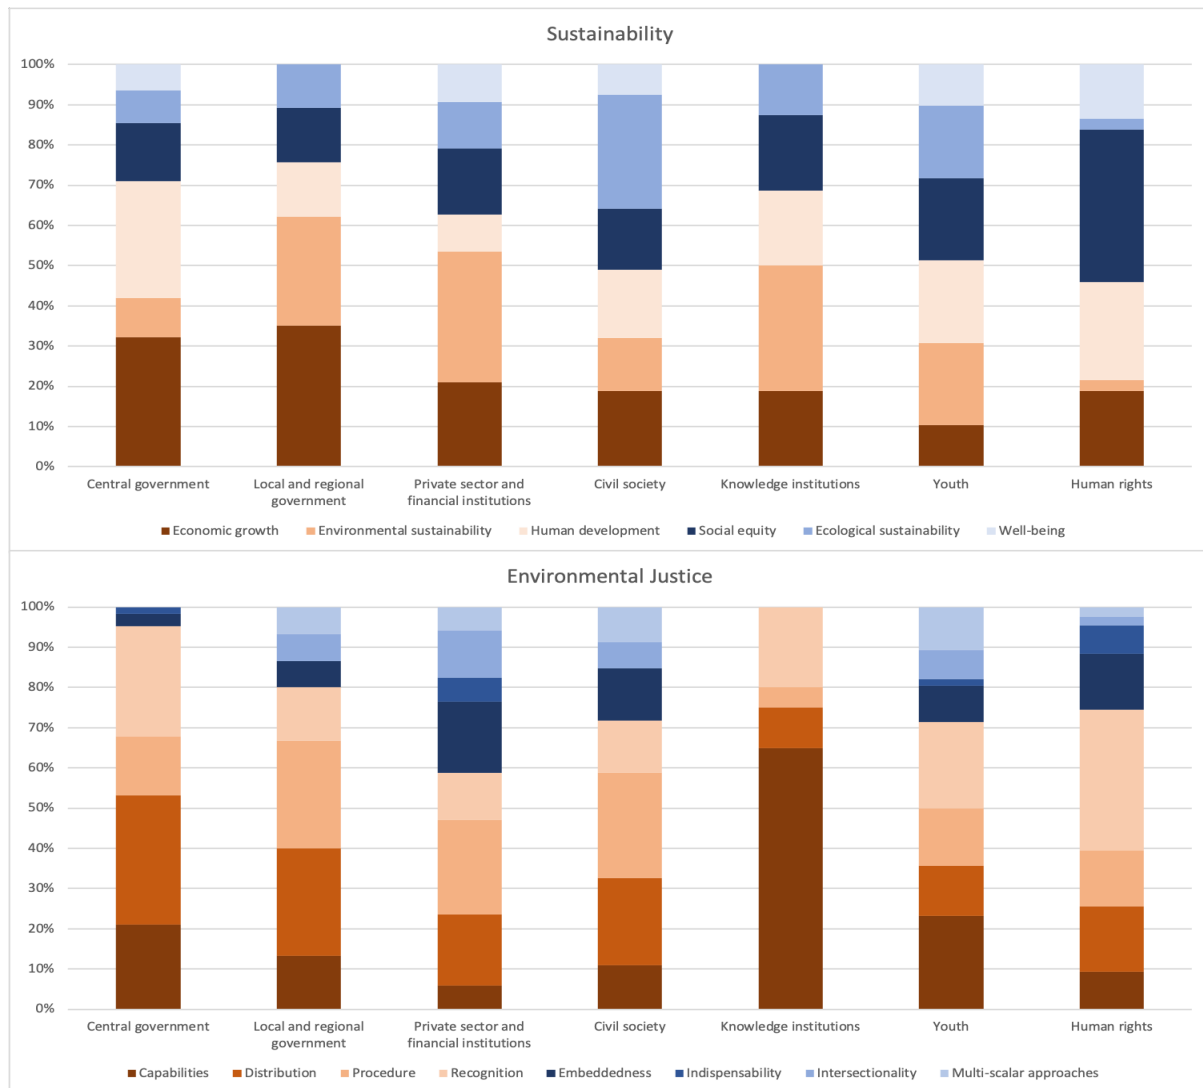 Sustainability
100%
90%
80%
70%
60%
50%
40%
30%
20%
10%
0%
Central government
Local and regional
government
Private sector and
financial institutions
Civil society
Knowledge institutions
Youth
Human rights
Economic growth
Environmental sustainability
Human development
Social equity
Ecological sustainability
Well-being
Environmental Justice
100%
90%
80%
70%
60%
50%
40%
30%
20%
10%
0%
Central government
Local and regional
government
Private sector and
financial institutions
Civil society
Knowledge institutions
Youth
Human rights
Capabilities
Distribution
Procedure
Recognition
Embeddedness
Indispensability
Intersectionality
Multi-scalar approaches